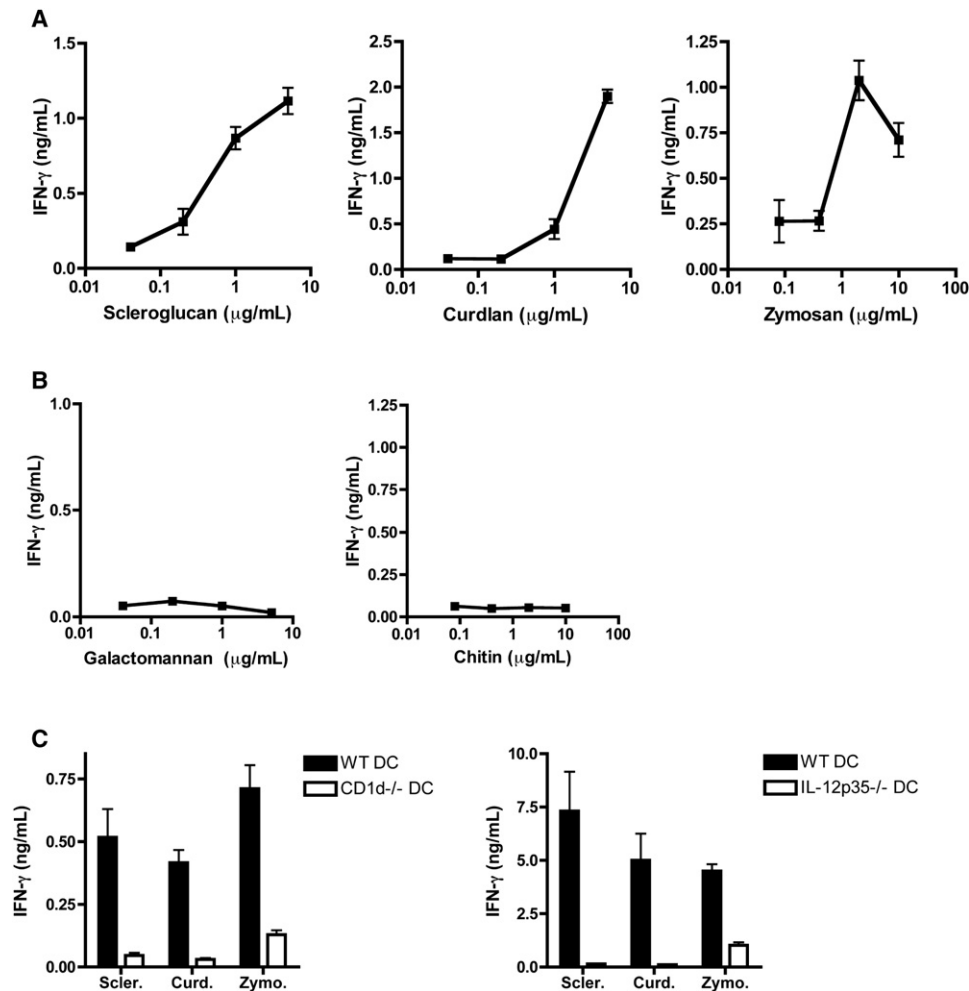 A
IFN-γ (ng/mL)
1.5
1.0
0.5
0.0
0.01 0.1 1 10
Scleroglucan (μg/mL)
IFN-γ (ng/mL)
2.5
2.0
1.5
1.0
0.5
0.0
0.01 0.1 1 10
Curdlan (μg/mL)
IFN-γ (ng/mL)
1.25
1.00
0.75
0.50
0.25
0.00
0.01 0.1 1 10 100
Zymosan (μg/mL)
B
IFN-γ (ng/mL)
1.0
0.5
0.0
0.01 0.1 1 10
Galactomannan (μg/mL)
IFN-γ (ng/mL)
1.25
1.00
0.75
0.50
0.25
0.00
0.01 0.1 1 10 100
Chitin (μg/mL)
C
IFN-γ (ng/mL)
0.75
0.50
0.25
0.00
Scler. Curd. Zymo.
WT DC
CD1d-/- DC
IFN-γ (ng/mL)
10.0
7.5
5.0
2.5
0.0
Scler. Curd. Zymo.
WT DC
IL-12p35-/- DC